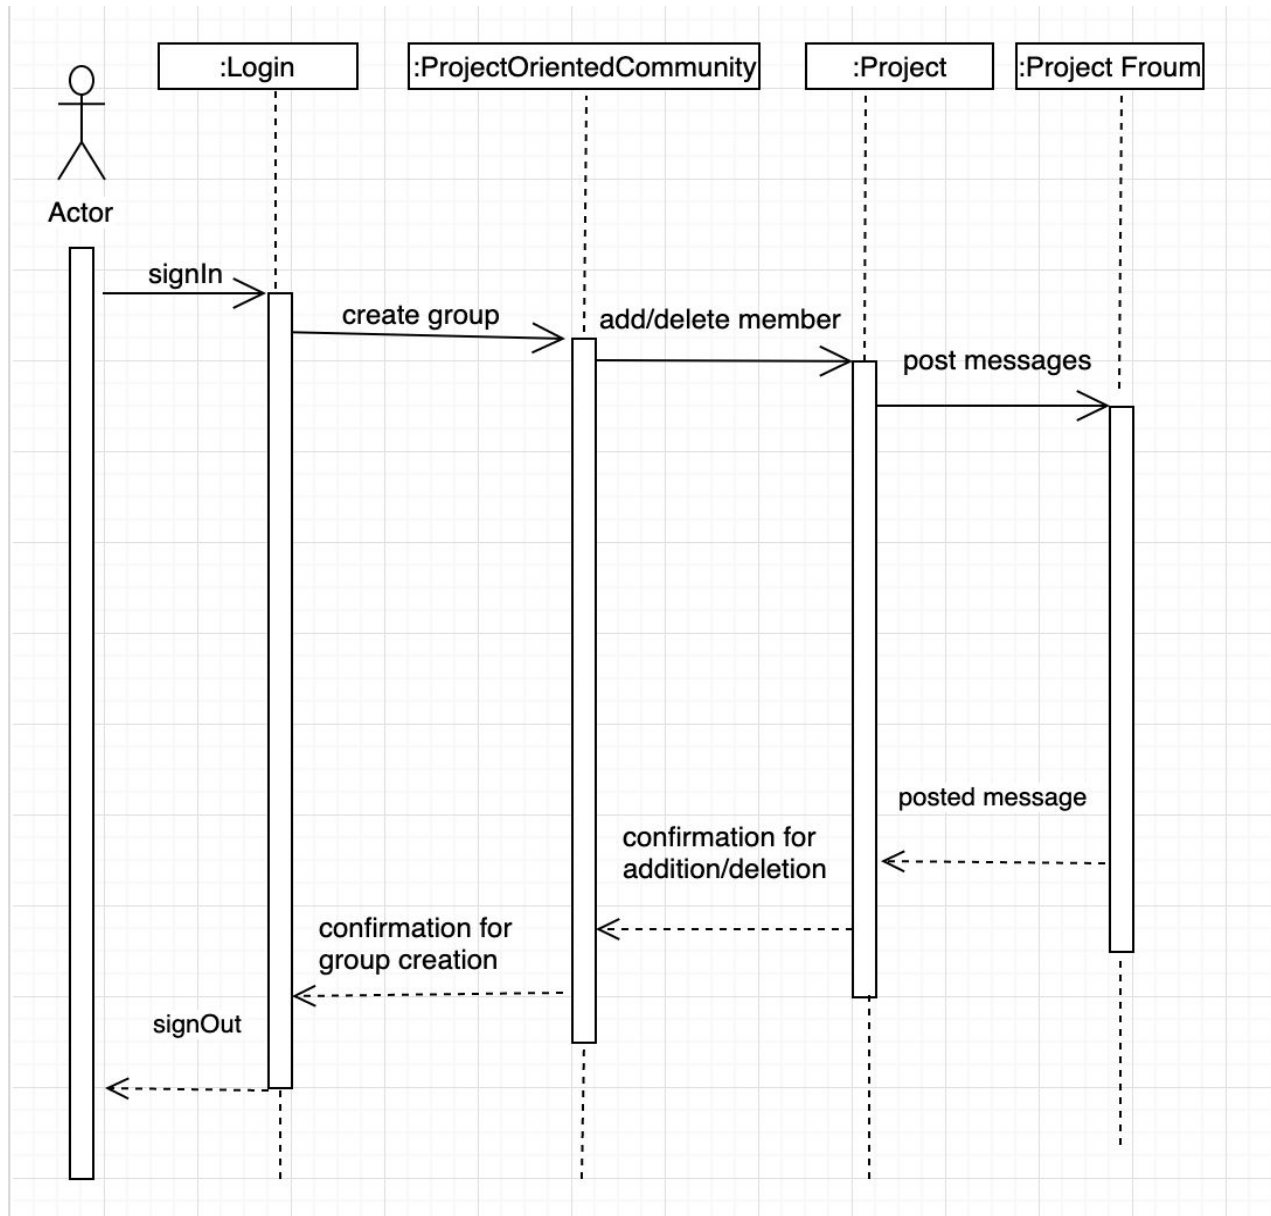 :Login
:ProjectOrientedCommunity
:Project
:Project Froum
Actor
signIn
create group
add/delete member
post messages
posted message
confirmation for
addition/deletion
confirmation for
group creation
signOut